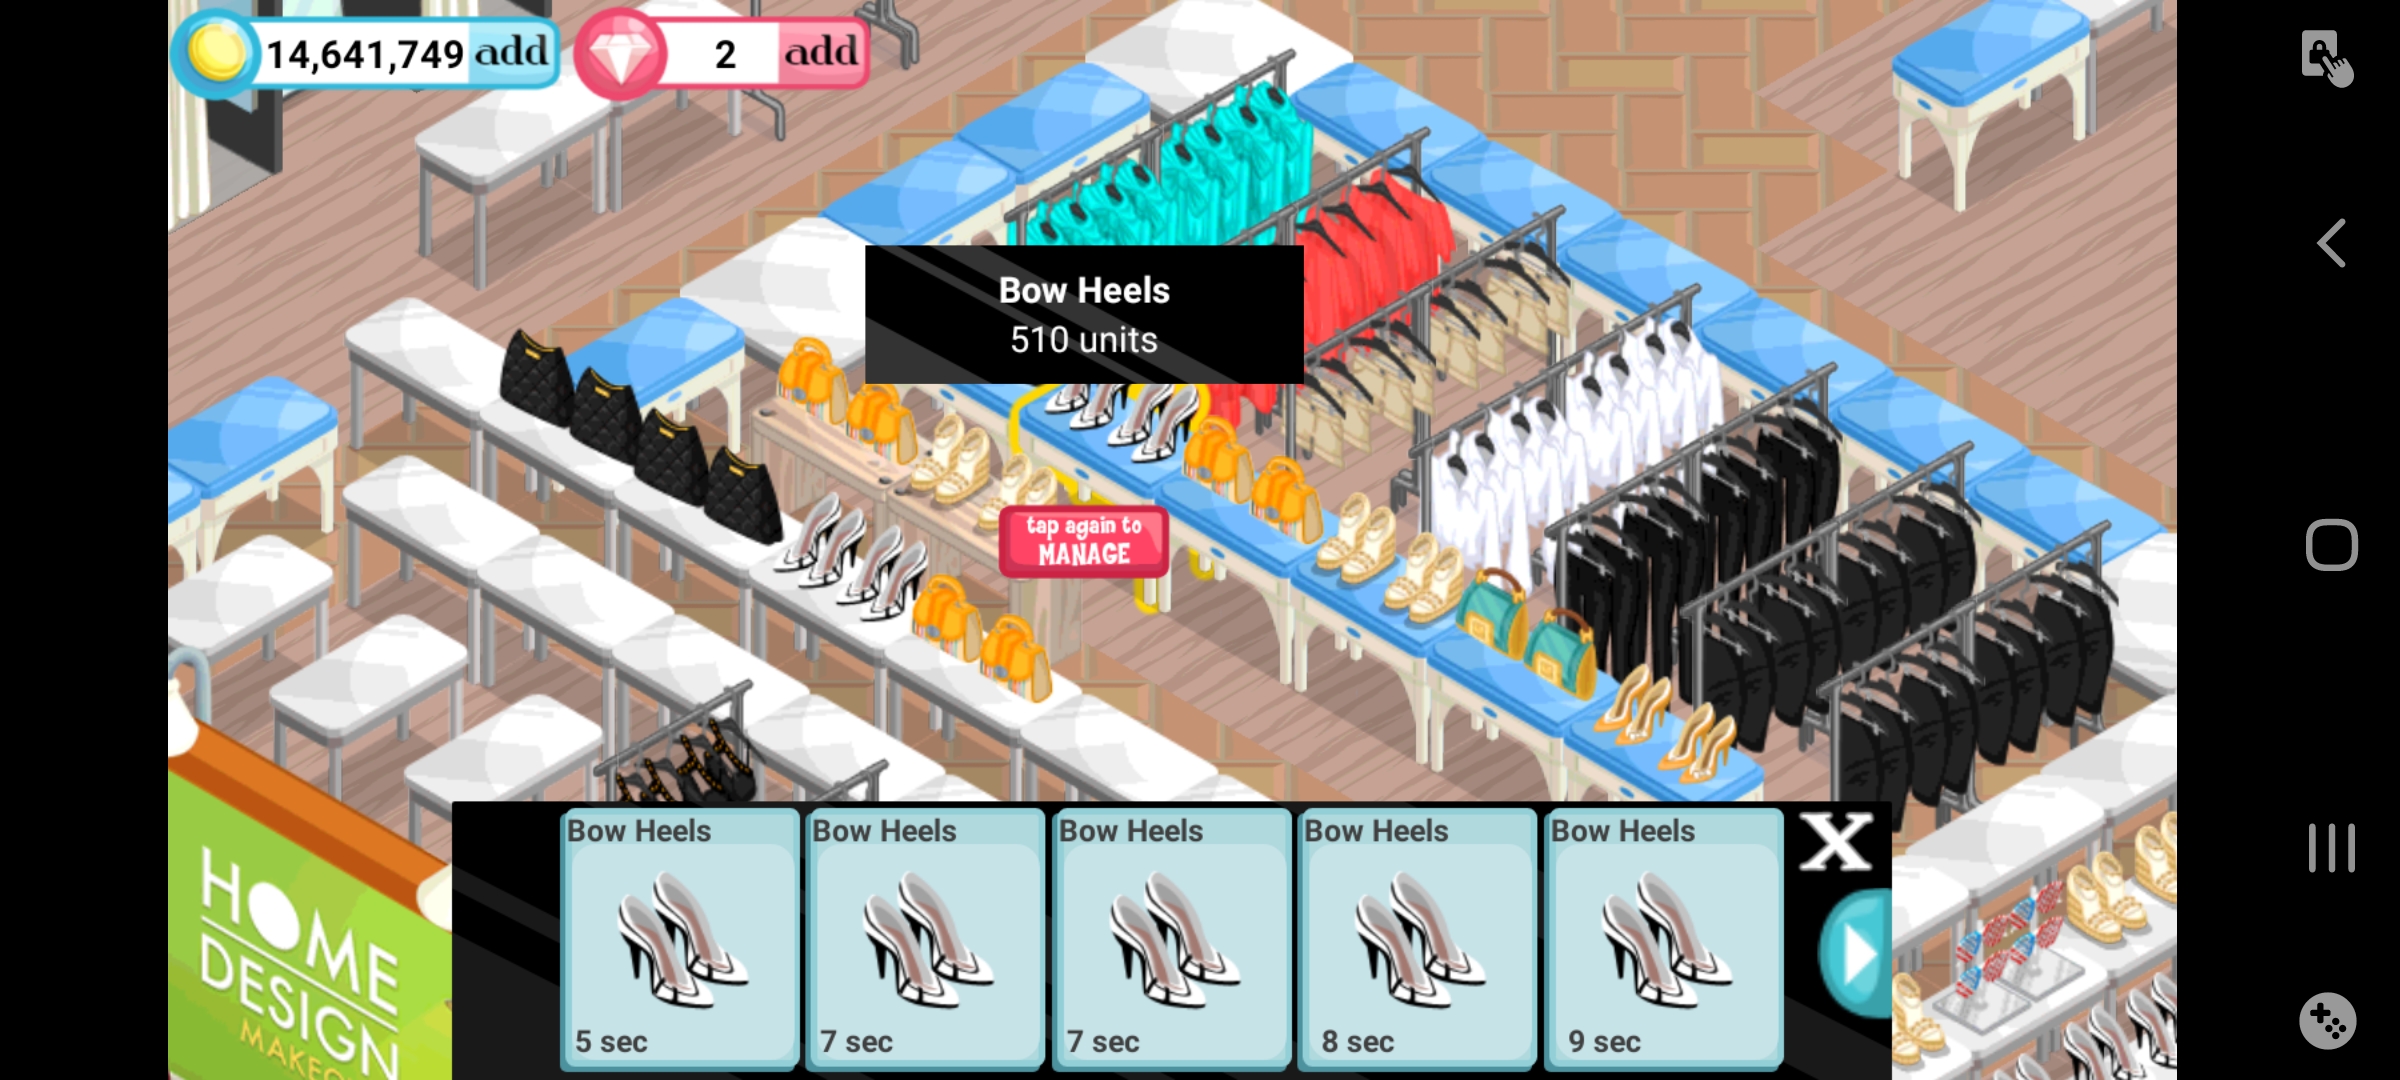 14,641,749 add
2 add
Bow Heels
510 units
tap again to
MANAGE
Bow Heels
5 sec
Bow Heels
7 sec
Bow Heels
7 sec
Bow Heels
8 sec
Bow Heels
9 sec
X
HOME
DESIGN